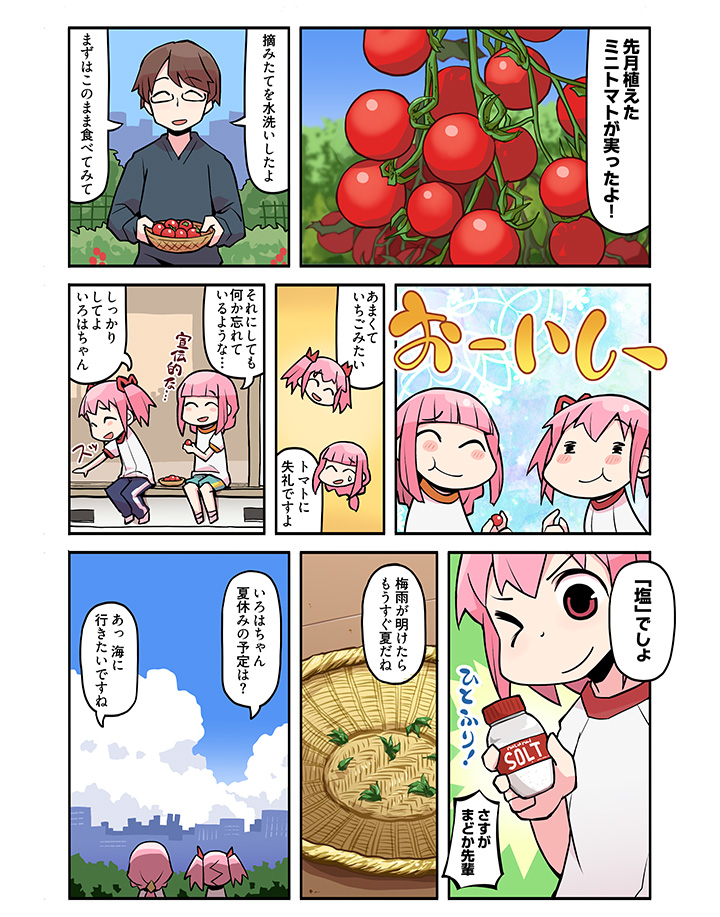 先月植えた
ミニトマトが実ったよ！
摘みたてを水洗いしたよ
まずはこのまま食べてみて
おーいしー
あまくて
いちごみたい
トマトに
失礼ですよ
それにしても
何か忘れて
いるような…
宣伝的な…
しっかり
してよ
いろはちゃん
ズッ
「塩」でしょ
ひとふり！
natural
SOLT
さすが
まどか先輩
梅雨が明けたら
もうすぐ夏だね
いろはちゃん
夏休みの予定は？
あっ 海に
行きたいですね